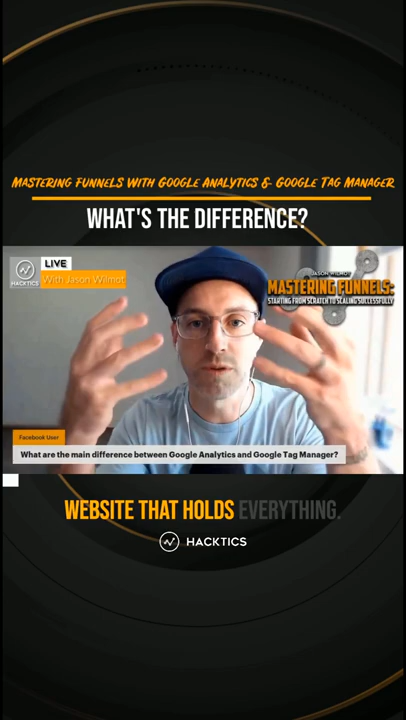 MASTERING FUNNELS WITH GOOGLE ANALYTICS & GOOGLE TAG MANAGER
WHAT'S THE DIFFERENCE?
LIVE
HACKTICS
With Jason Wilmot
JASON WILMOT
MASTERING FUNNELS:
STARTING FROM SCRATCH TO SCALING SUCCESSFULLY
Facebook User
What are the main difference between Google Analytics and Google Tag Manager?
WEBSITE THAT HOLDS EVERYTHING.
HACKTICS